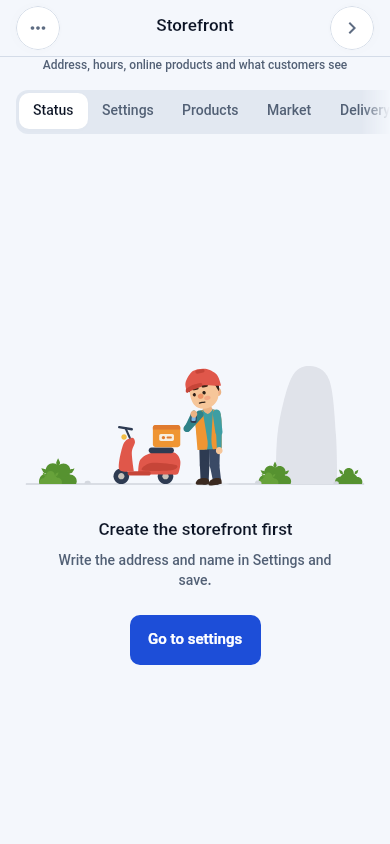 Storefront
Address, hours, online products and what customers see
Status Settings Products Market Delivery
Create the storefront first
Write the address and name in Settings and
save.
Go to settings